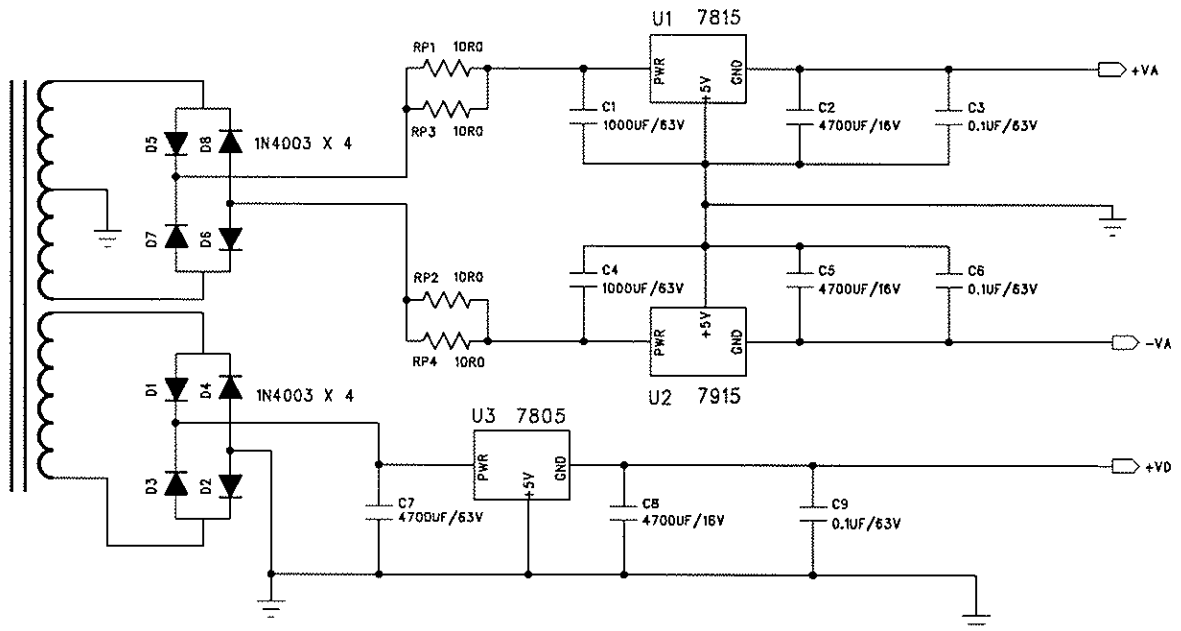 U1 7815
RP1 10R0
PWR
+5V
GND
+VA
RP3 10R0
C1
1000UF/63V
C2
4700UF/16V
C3
0.1UF/63V
D5
D8
1N4003 X 4
D7
D6
RP2 10R0
C4
1000UF/63V
C5
4700UF/16V
C6
0.1UF/63V
RP4 10R0
PWR
+5V
GND
-VA
U2 7915
D1
D4
1N4003 X 4
U3 7805
D3
D2
PWR
+5V
GND
+VD
C7
4700UF/63V
C8
4700UF/16V
C9
0.1UF/63V